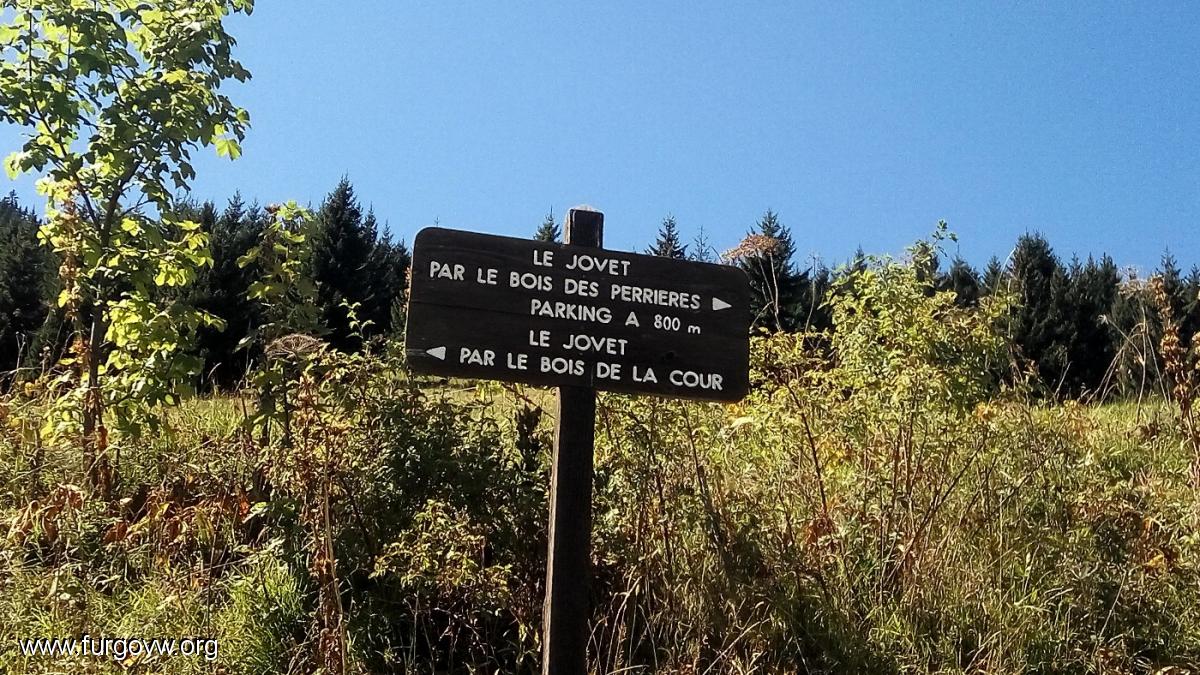 LE JOVET
PAR LE BOIS DES PERRIERES
PARKING A 800 m
LE JOVET
PAR LE BOIS DE LA COUR
www.furgovw.org